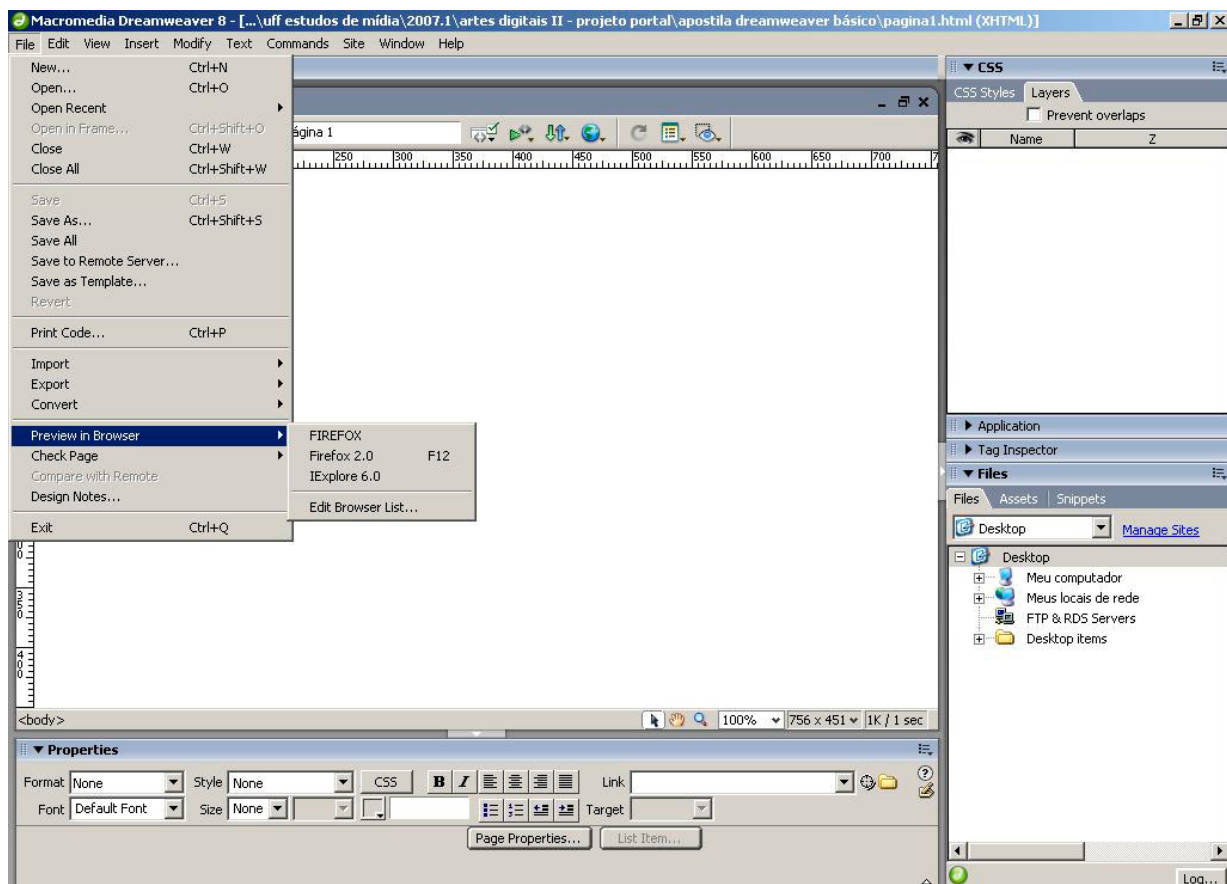 Macromedia Dreamweaver 8 - [...\uff estudos de mídia\2007.1\artes digitais II - projeto portal\apostila dreamweaver básico\pagina1.html (XHTML)]
File Edit View Insert Modify Text Commands Site Window Help
New... Ctrl+N
Open... Ctrl+O
Open Recent
Open in Frame... Ctrl+Shift+O
Close Ctrl+W
Close All Ctrl+Shift+W
Save Ctrl+S
Save As... Ctrl+Shift+S
Save All
Save to Remote Server...
Save as Template...
Revert
Print Code... Ctrl+P
Import
Export
Convert
Preview in Browser
Check Page
Compare with Remote
Design Notes...
Exit Ctrl+Q
FIREFOX
Firefox 2.0 F12
IExplore 6.0
Edit Browser List...
ágina 1
250 300 350 400 450 500 550 600 650 700 7
350
400
<body>
100% 756 x 451 1K / 1 sec
Properties
Format None Style None CSS B I Link
Font Default Font Size None Target
Page Properties... List Item...
CSS
CSS Styles Layers
Prevent overlaps
Name Z
Application
Tag Inspector
Files
Files Assets Snippets
Desktop Manage Sites
Desktop
Meu computador
Meus locais de rede
FTP & RDS Servers
Desktop items
Log...